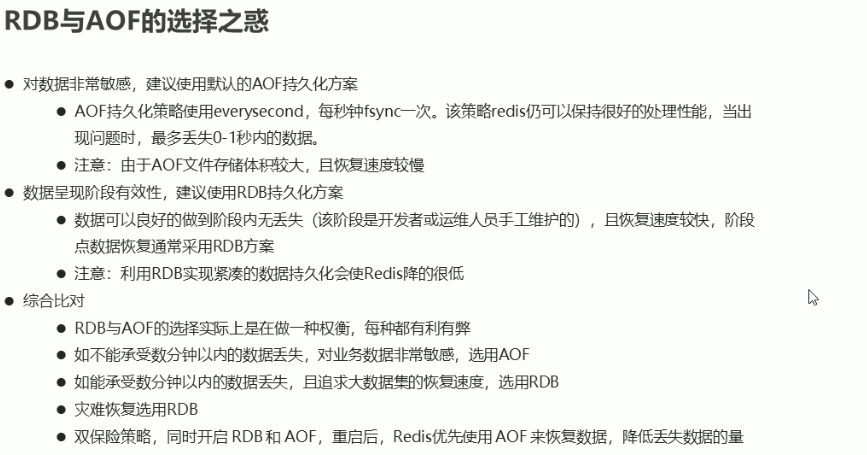 RDB与AOF的选择之惑
● 对数据非常敏感，建议使用默认的AOF持久化方案
● AOF持久化策略使用everysecond，每秒钟fsync一次。该策略redis仍可以保持很好的处理性能，当出
现问题时，最多丢失0-1秒内的数据。
● 注意：由于AOF文件存储体积较大，且恢复速度较慢
● 数据呈现阶段有效性，建议使用RDB持久化方案
● 数据可以良好的做到阶段内无丢失（该阶段是开发者或运维人员手工维护的），且恢复速度较快，阶段
点数据恢复通常采用RDB方案
● 注意：利用RDB实现紧凑的数据持久化会使Redis降的很低
● 综合比对
● RDB与AOF的选择实际上是在做一种权衡，每种都有利有弊
● 如不能承受数分钟以内的数据丢失，对业务数据非常敏感，选用AOF
● 如能承受数分钟以内的数据丢失，且追求大数据集的恢复速度，选用RDB
● 灾难恢复选用RDB
● 双保险策略，同时开启 RDB 和 AOF，重启后，Redis优先使用 AOF 来恢复数据，降低丢失数据的量